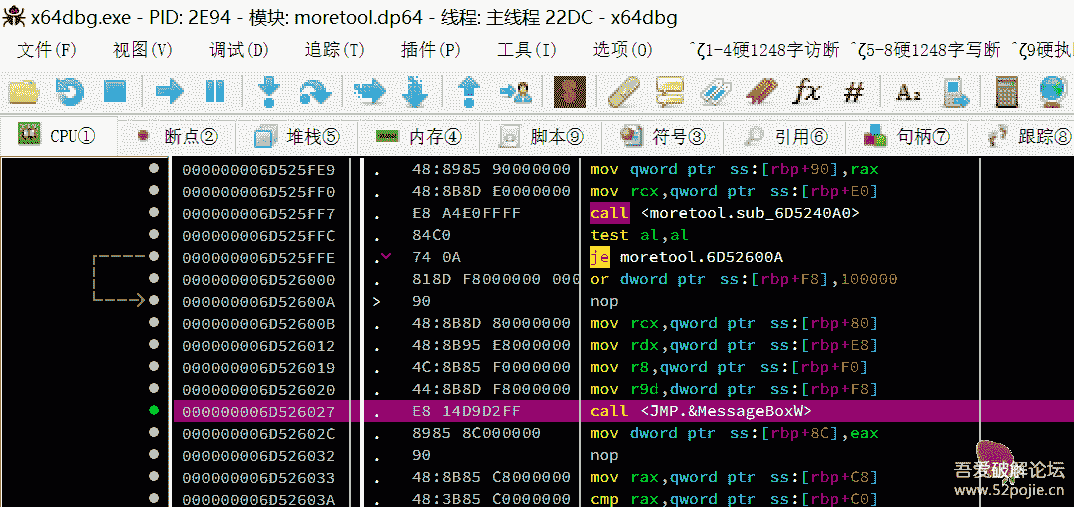 x64dbg.exe - PID: 2E94 - 模块: moretool.dp64 - 线程: 主线程 22DC - x64dbg
文件(F) 视图(V) 调试(D) 追踪(T) 插件(P) 工具(I) 选项(O) ^ζ1-4硬1248字访断 ^ζ5-8硬1248字写断 ^ζ9硬执
CPU① 断点② 堆栈⑤ 内存④ 脚本⑨ 符号③ 引用⑥ 句柄⑦ 跟踪⑧
000000006D525FE9 . 48:8985 90000000 mov qword ptr ss:[rbp+90],rax
000000006D525FF0 . 48:8B8D E0000000 mov rcx,qword ptr ss:[rbp+E0]
000000006D525FF7 . E8 A4E0FFFF call <moretool.sub_6D5240A0>
000000006D525FFC . 84C0 test al,al
000000006D525FFE . 74 0A je moretool.6D52600A
000000006D526000 . 818D F8000000 000 or dword ptr ss:[rbp+F8],100000
000000006D52600A > 90 nop
000000006D52600B . 48:8B8D 80000000 mov rcx,qword ptr ss:[rbp+80]
000000006D526012 . 48:8B95 E8000000 mov rdx,qword ptr ss:[rbp+E8]
000000006D526019 . 4C:8B85 F0000000 mov r8,qword ptr ss:[rbp+F0]
000000006D526020 . 44:8B8D F8000000 mov r9d,dword ptr ss:[rbp+F8]
000000006D526027 . E8 14D9D2FF call <JMP.&MessageBoxW>
000000006D52602C . 8985 8C000000 mov dword ptr ss:[rbp+8C],eax
000000006D526032 . 90 nop
000000006D526033 . 48:8B85 C8000000 mov rax,qword ptr ss:[rbp+C8]
000000006D52603A . 48:3B85 C0000000 cmp rax,qword ptr ss:[rbp+C0]
吾爱破解论坛
www.52pojie.cn